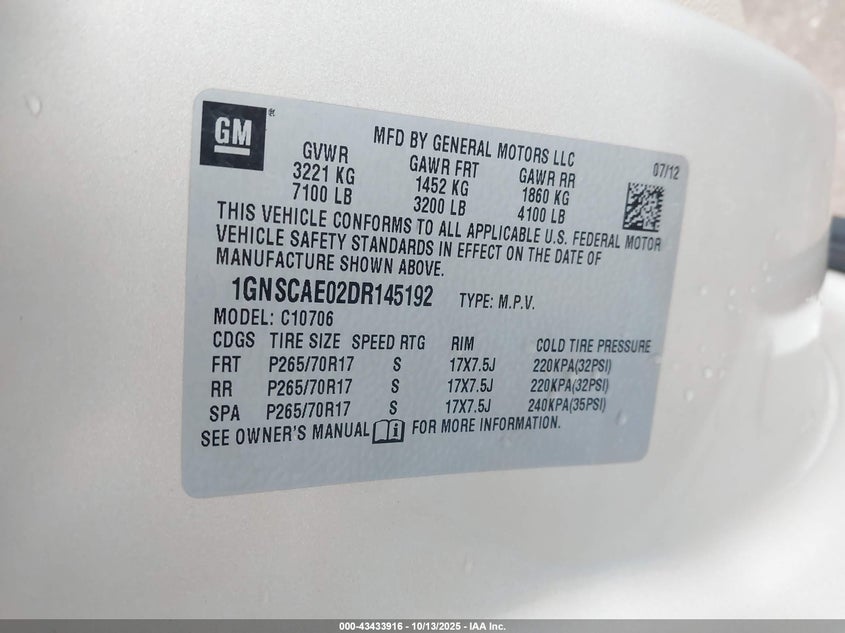 GM®
MFD BY GENERAL MOTORS LLC
07/12
GVWR GAWR FRT GAWR RR
3221 KG 1452 KG 1860 KG
7100 LB 3200 LB 4100 LB
THIS VEHICLE CONFORMS TO ALL APPLICABLE U.S. FEDERAL MOTOR
VEHICLE SAFETY STANDARDS IN EFFECT ON THE DATE OF
MANUFACTURE SHOWN ABOVE.
1GNSCAE02DR145192 TYPE: M.P.V.
MODEL: C10706
CDGS TIRE SIZE SPEED RTG RIM COLD TIRE PRESSURE
FRT P265/70R17 S 17X7.5J 220KPA(32PSI)
RR P265/70R17 S 17X7.5J 220KPA(32PSI)
SPA P265/70R17 S 17X7.5J 240KPA(35PSI)
SEE OWNER'S MANUAL FOR MORE INFORMATION.
000-43433916 - 10/13/2025 - IAA Inc.